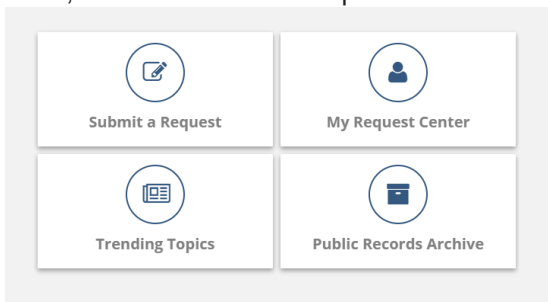 Submit a Request
My Request Center
Trending Topics
Public Records Archive